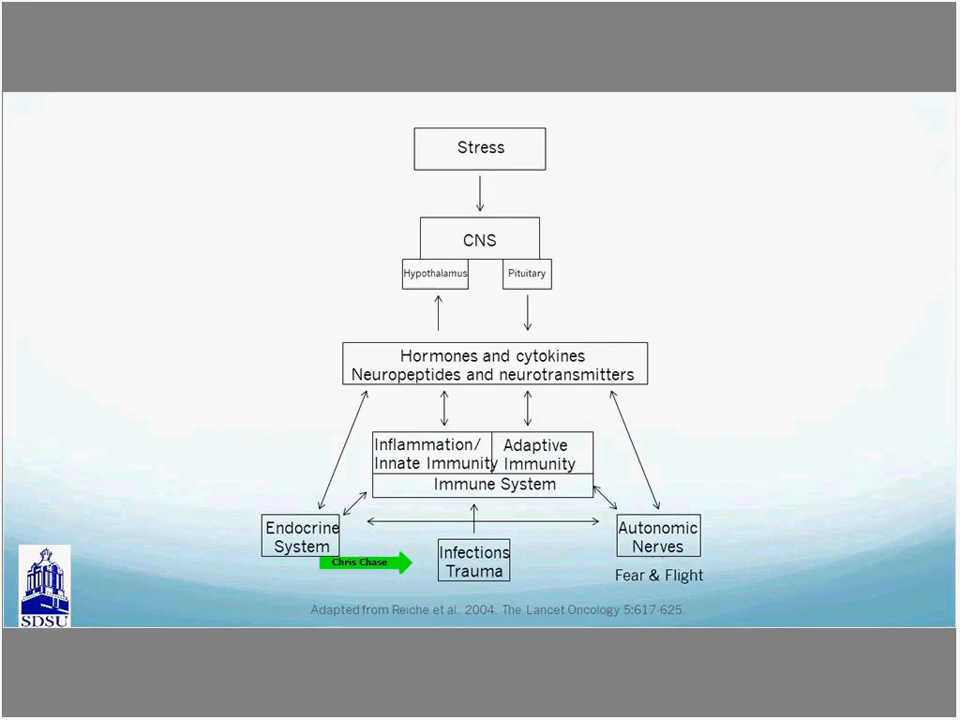 Stress
CNS
Hypothalamus
Pituitary
Hormones and cytokines
Neuropeptides and neurotransmitters
Inflammation/
Innate Immunity
Adaptive
Immunity
Immune System
Endocrine
System
Autonomic
Nerves
Chris Chase
Infections
Trauma
Fear & Flight
Adapted from Reiche et al. 2004. The Lancet Oncology 5:617-625.
SDSU